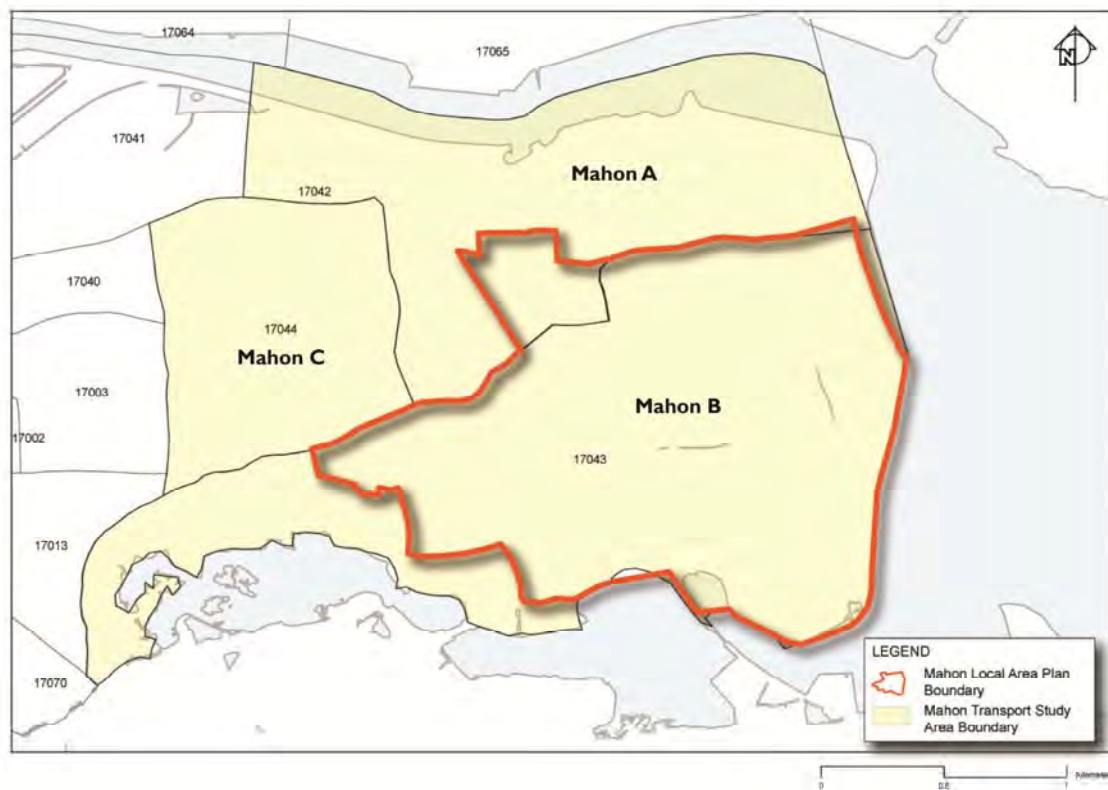 17064
17065
N
17041
Mahon A
17042
17040
17044
Mahon C
17003
Mahon B
17002
17043
17013
LEGEND
Mahon Local Area Plan
Boundary
17070
Mahon Transport Study
Area Boundary
0 0.5 1